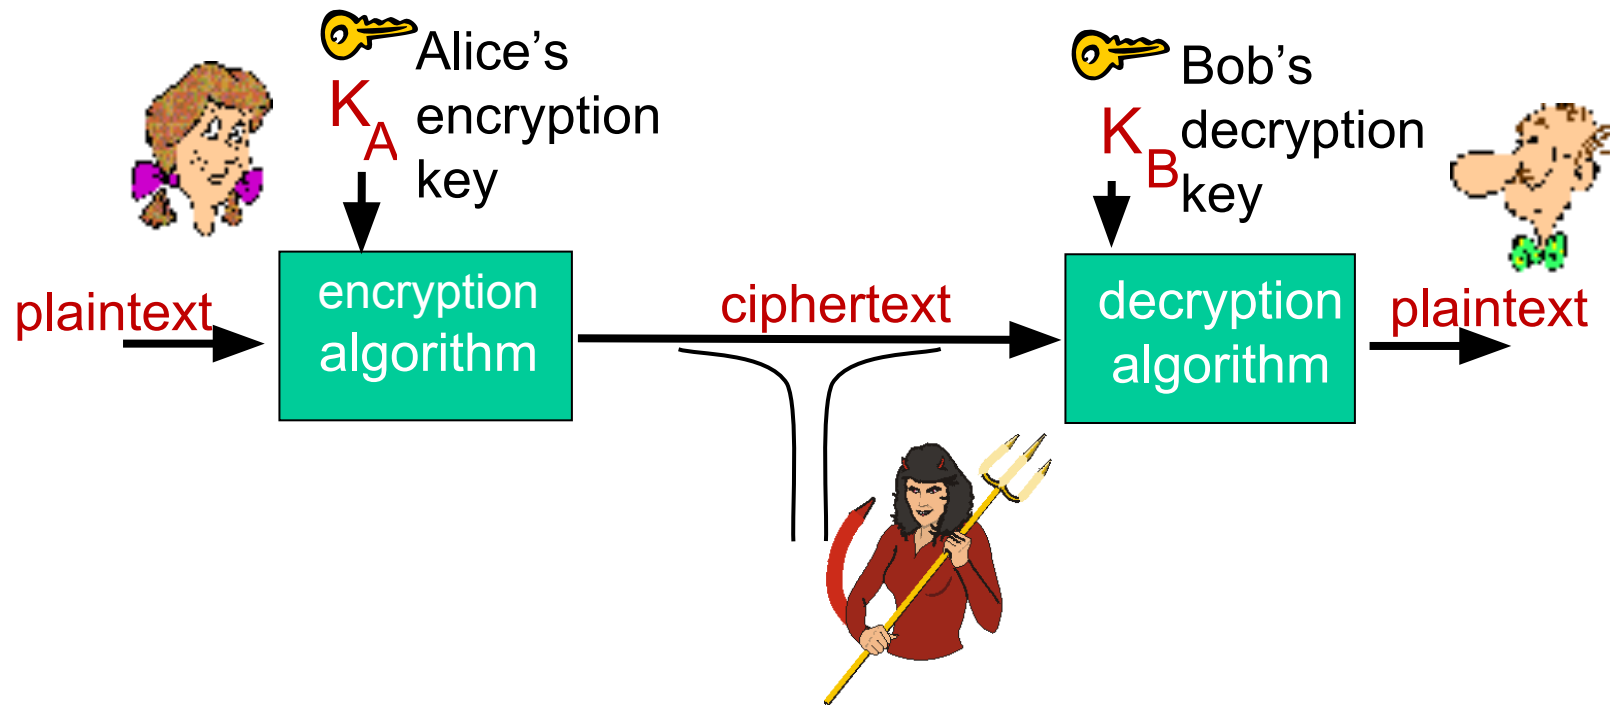 Alice’s
encryption
key
K
A
Bob’s
decryption
key
K
B
plaintext
encryption
algorithm
ciphertext
decryption
algorithm
plaintext